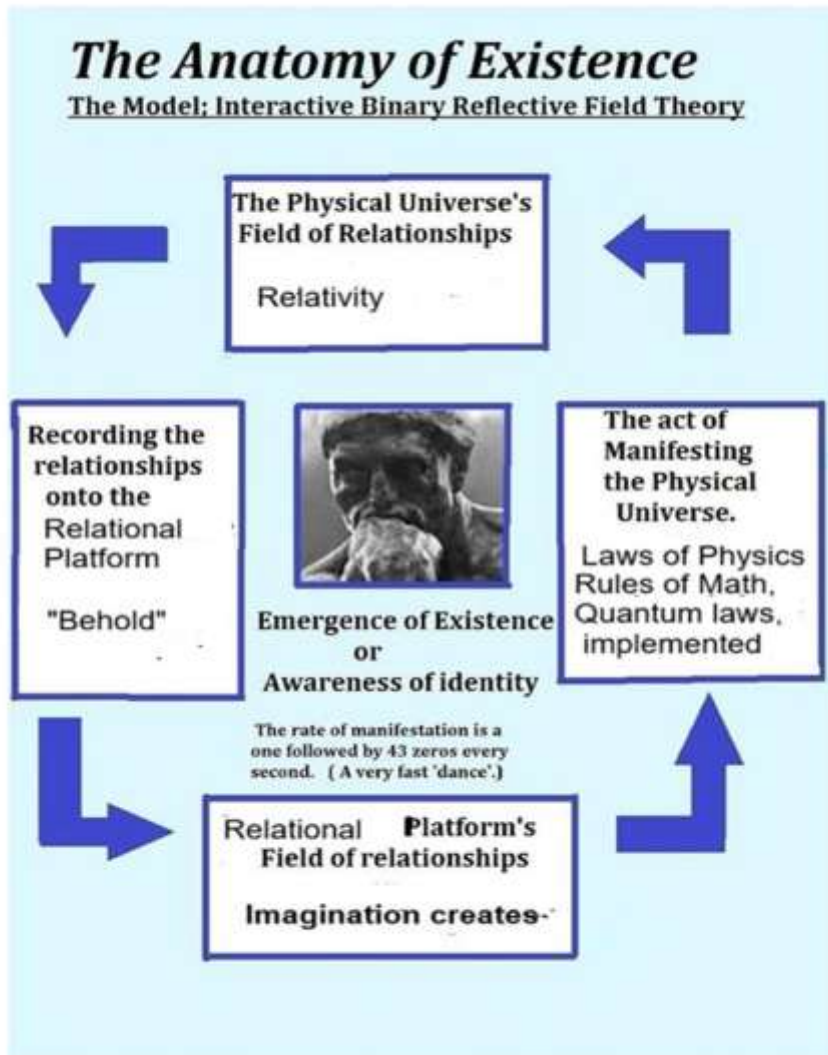 The Anatomy of Existence
The Model; Interactive Binary Reflective Field Theory
The Physical Universe's
Field of Relationships
Relativity
Recording the
relationships
onto the
Relational
Platform
"Behold"
The act of
Manifesting
the Physical
Universe.
Laws of Physics
Rules of Math,
Quantum laws,
implemented
Emergence of Existence
or
Awareness of identity
The rate of manifestation is a
one followed by 43 zeros every
second. ( A very fast 'dance'.)
Relational Platform's
Field of relationships
Imagination creates